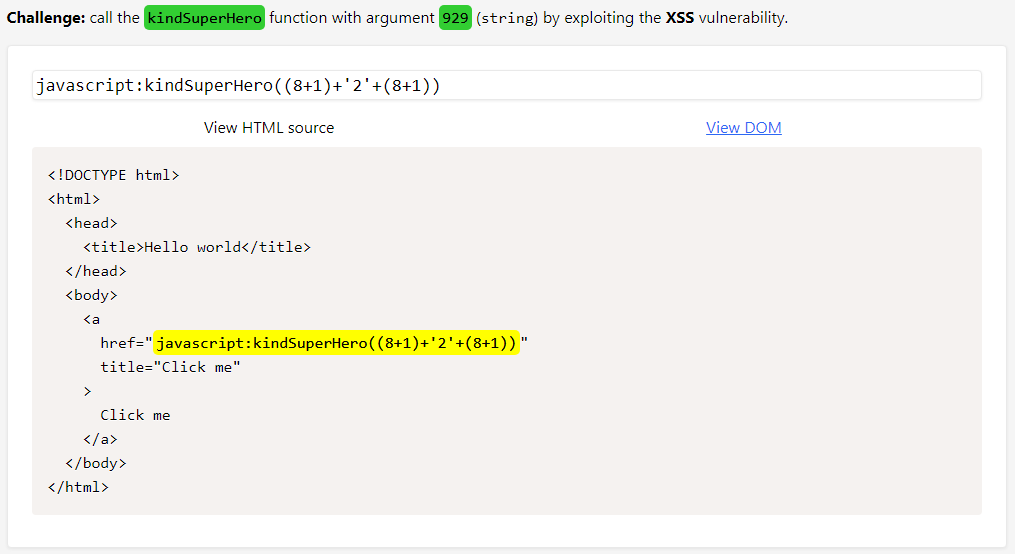 Challenge: call the kindSuperHero function with argument 929 (string) by exploiting the XSS vulnerability.
javascript:kindSuperHero((8+1)+'2'+(8+1))
View HTML source View DOM
<!DOCTYPE html>
<html>
  <head>
    <title>Hello world</title>
  </head>
  <body>
    <a
      href="javascript:kindSuperHero((8+1)+'2'+(8+1))"
      title="Click me"
    >
      Click me
    </a>
  </body>
</html>